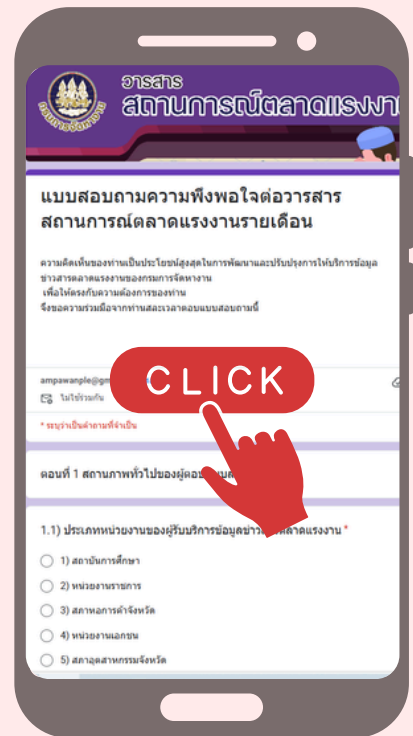 วารสาร
สถานการณ์ตลาดแรงงา
แบบสอบถามความพึงพอใจต่อวารสาร
สถานการณ์ตลาดแรงงานรายเดือน
ความคิดเห็นของท่านเป็นประโยชน์สูงสุดในการพัฒนาและปรับปรุงการให้บริการข้อมูล
ข่าวสารตลาดแรงงานของกรมการจัดหางาน
เพื่อให้ตรงกับความต้องการของท่าน
จึงขอความร่วมมือจากท่านสละเวลาตอบแบบสอบถามนี้
CLICK
ampawanple@gm
ไม่ใช่ร่วมกัน
* ระบุว่าเป็นคำถามที่จำเป็น
ตอนที่ 1 สถานภาพทั่วไปของผู้ตอบ
1.1) ประเภทหน่วยงานของผู้รับบริการข้อมูลข่าว ตลาดแรงงาน *
1) สถาบันการศึกษา
2) หน่วยงานราชการ
3) สภาหอการค้าจังหวัด
4) หน่วยงานเอกชน
5) สภาอุตสาหกรรมจังหวัด